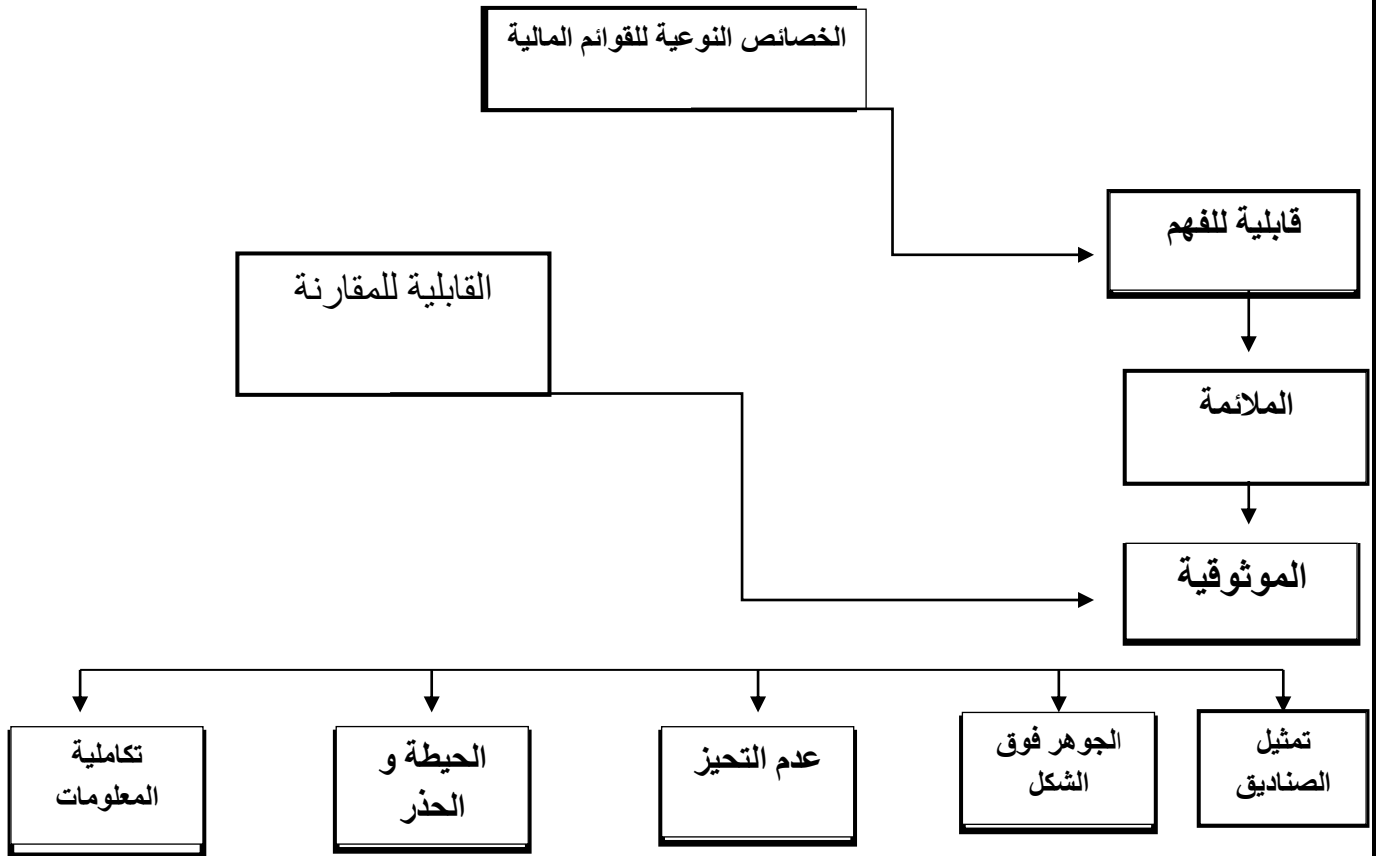 الخصائص النوعية للقوائم المالية
قابلية للفهم
القابلية للمقارنة
الملائمة
الموثوقية
تمثيل
الصناديق
الجوهر فوق
الشكل
عدم التحيز
الحيطة و
الحذر
تكاملية
المعلومات